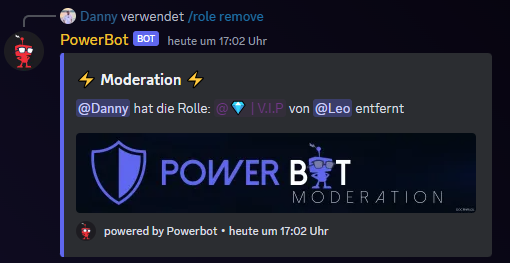 Danny verwendet /role remove
PowerBot BOT heute um 17:02 Uhr
⚡ Moderation ⚡
@Danny hat die Rolle: @💎 | V.I.P von @Leo entfernt
POWER BOT
MODERATION
powered by Powerbot • heute um 17:02 Uhr